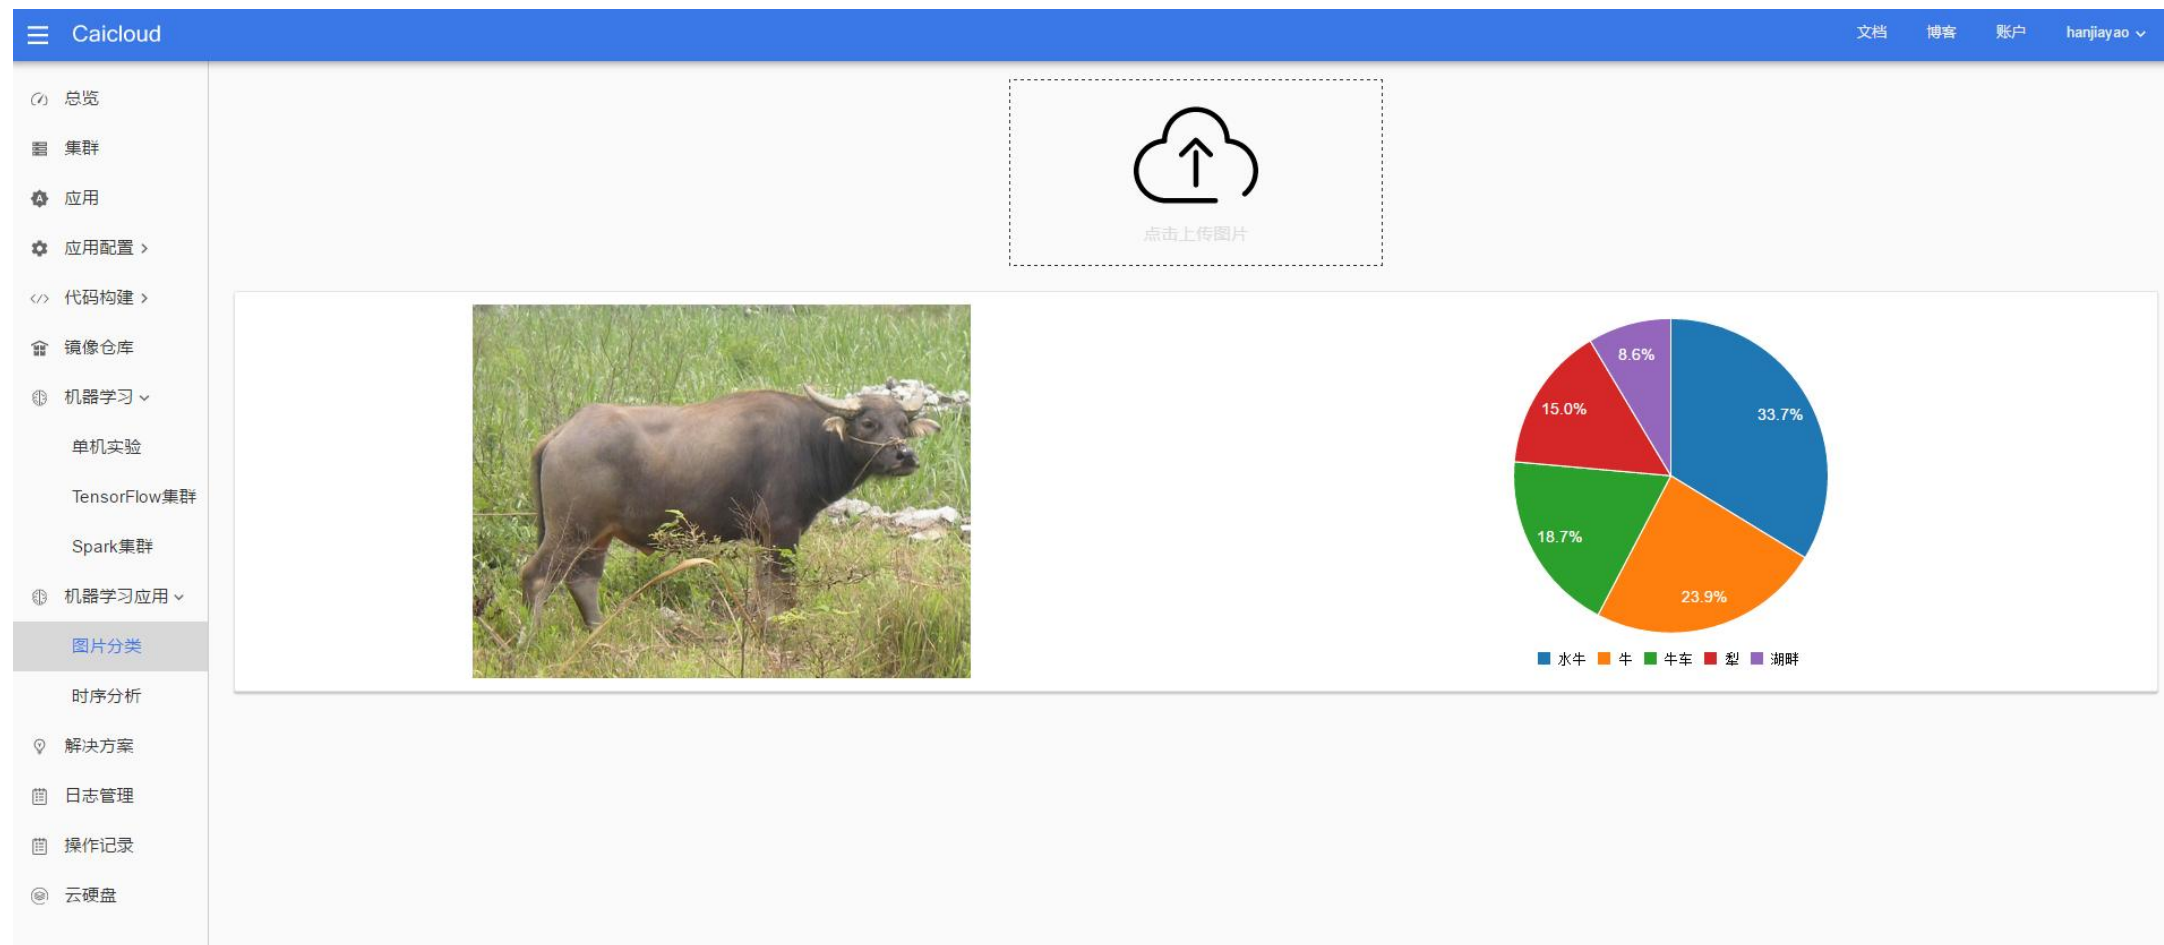 Caicloud
文档 博客 账户 hanjiayao
总览
集群
应用
应用配置
代码构建
镜像仓库
机器学习
单机实验
TensorFlow集群
Spark集群
机器学习应用
图片分类
时序分析
解决方案
日志管理
操作记录
云硬盘
点击上传图片
8.6%
15.0%
33.7%
18.7%
23.9%
水牛 牛 牛车 犁 湖畔